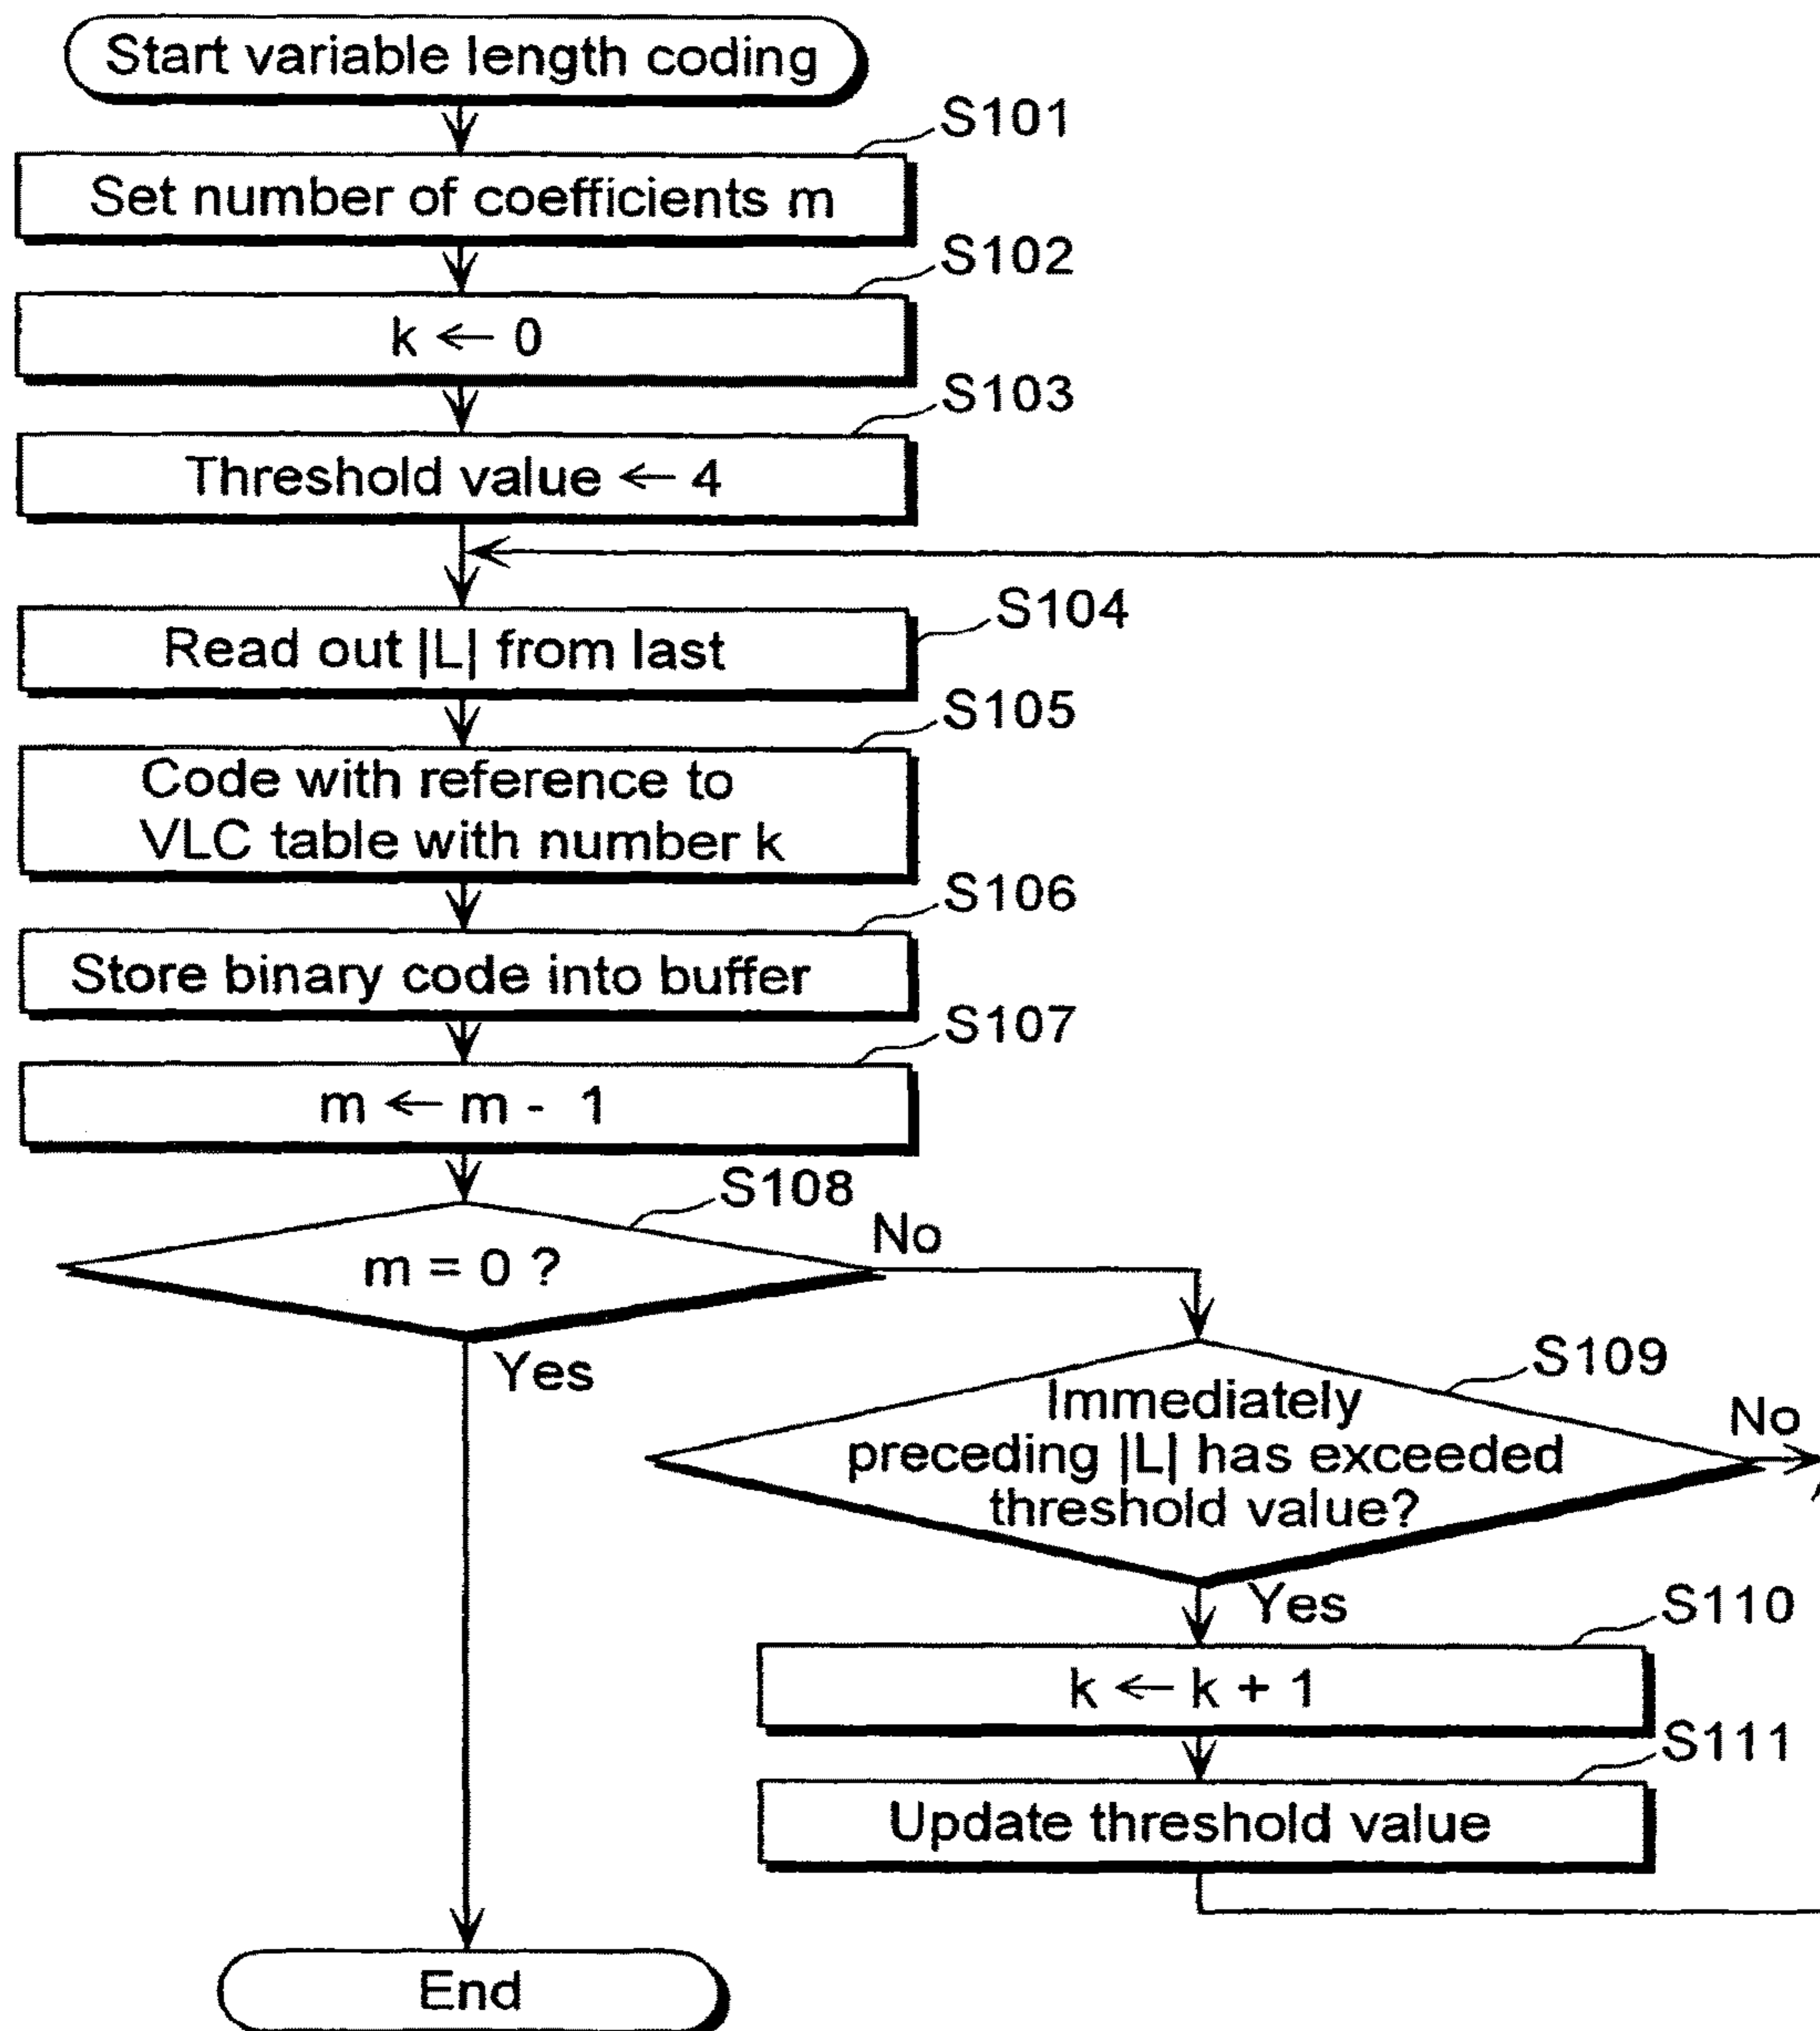 Start variable length coding
S101
Set number of coefficients m
S102
k ← 0
S103
Threshold value ← 4
S104
Read out |L| from last
S105
Code with reference to
VLC table with number k
S106
Store binary code into buffer
S107
m ← m - 1
S108
m = 0 ?
No
Yes
S109
Immediately
preceding |L| has exceeded
threshold value?
No
Yes
S110
k ← k + 1
S111
Update threshold value
End